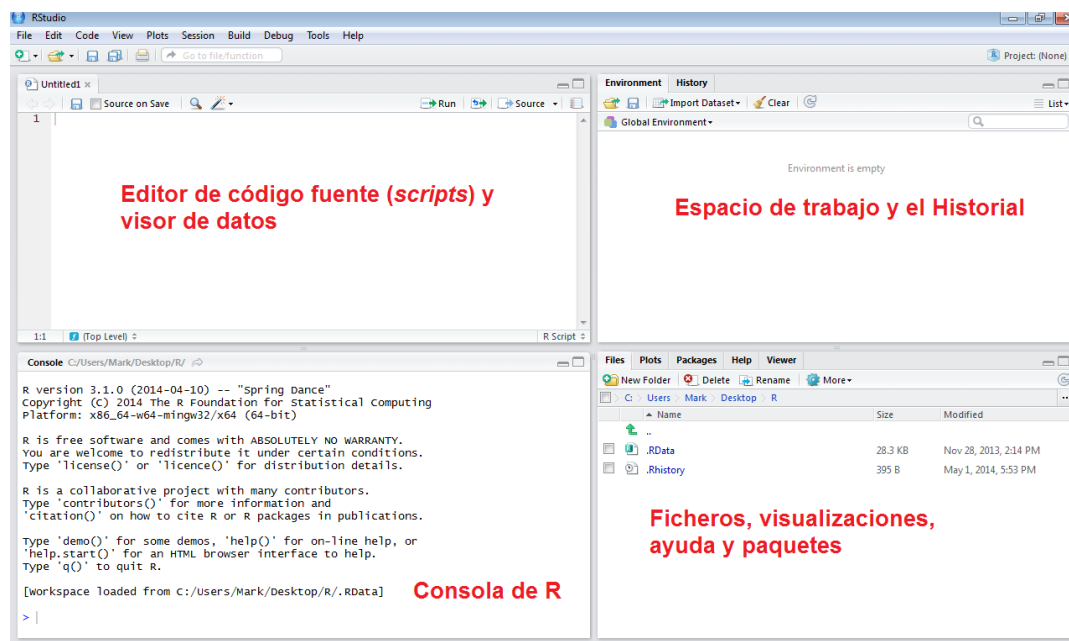 RStudio
File Edit Code View Plots Session Build Debug Tools Help
Go to file/function
Project: (None)
Untitled1
Source on Save
Run
Source
1
Editor de código fuente (scripts) y
visor de datos
1:1
(Top Level)
R Script
Environment History
Import Dataset
Clear
List
Global Environment
Environment is empty
Espacio de trabajo y el Historial
Console C:/Users/Mark/Desktop/R/
R version 3.1.0 (2014-04-10) -- "Spring Dance"
Copyright (C) 2014 The R Foundation for Statistical Computing
Platform: x86_64-w64-mingw32/x64 (64-bit)
R is free software and comes with ABSOLUTELY NO WARRANTY.
You are welcome to redistribute it under certain conditions.
Type 'license()' or 'licence()' for distribution details.
R is a collaborative project with many contributors.
Type 'contributors()' for more information and
'citation()' on how to cite R or R packages in publications.
Type 'demo()' for some demos, 'help()' for on-line help, or
'help.start()' for an HTML browser interface to help.
Type 'q()' to quit R.
[Workspace loaded from C:/Users/Mark/Desktop/R/.RData]
>
Consola de R
Files Plots Packages Help Viewer
New Folder Delete Rename More
C: Users Mark Desktop R
Name Size Modified
..
.RData 28.3 KB Nov 28, 2013, 2:14 PM
.Rhistory 395 B May 1, 2014, 5:53 PM
Ficheros, visualizaciones,
ayuda y paquetes